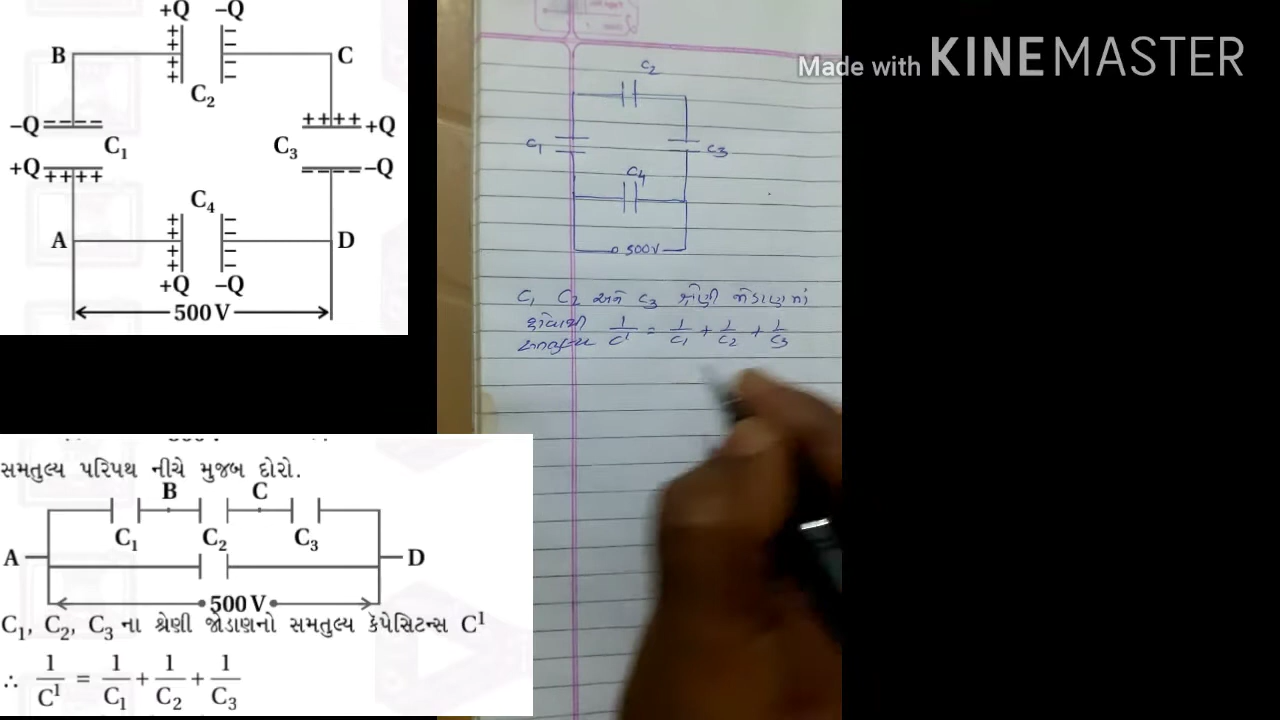 +Q −Q
B C
C₂
−Q +Q
C₁ C₃
+Q −Q
C₄
A D
+Q −Q
500 V
સમતુલ્ય પરિપથ નીચે મુજબ દોરો.
B C
C₁ C₂ C₃
A D
500 V
C₁, C₂, C₃ ના શ્રેણી જોડાણનો સમતુલ્ય કૅપેસિટન્સ C¹
∴ 1/C¹ = 1/C₁ + 1/C₂ + 1/C₃
Made with KINEMASTER
C₂
C₁ C₃
C₄
500V
C₁ C₂ અને C₃ શ્રેણી જોડાણમાં
હોવાથી 1/C' = 1/C₁ + 1/C₂ + 1/C₃